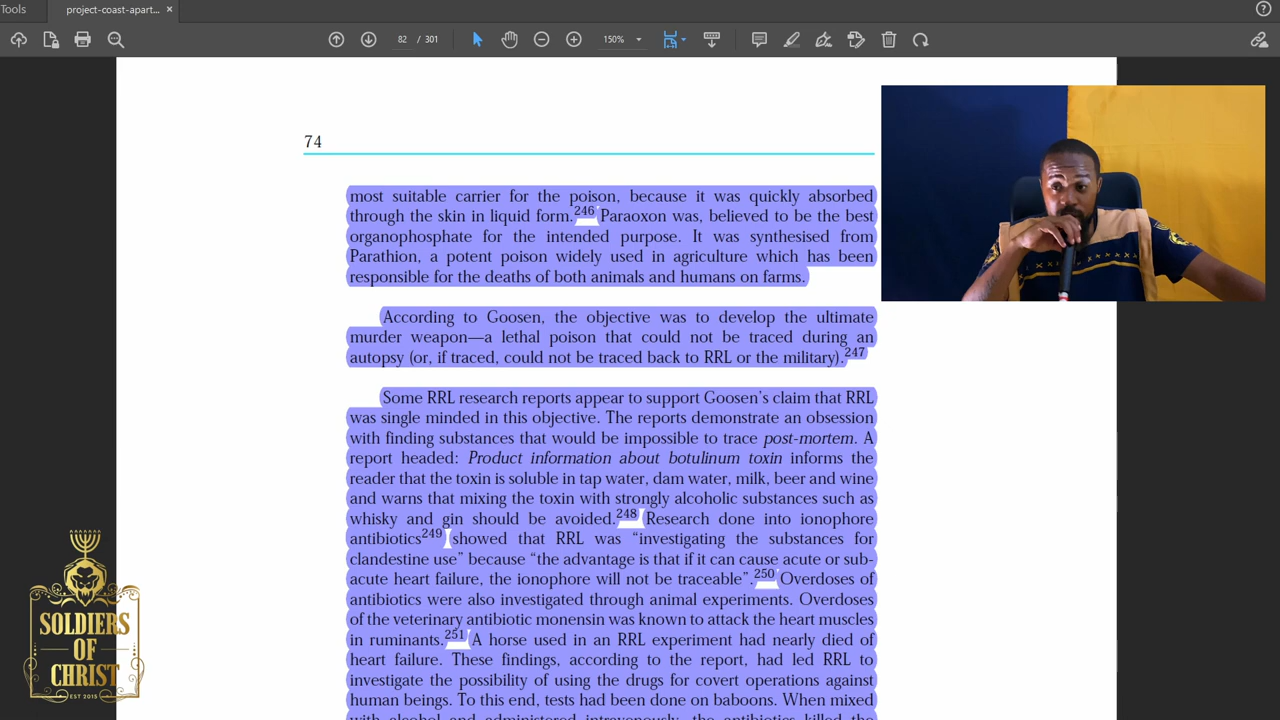 Tools
project-coast-apart... ×
82 / 301
150%
74
most suitable carrier for the poison, because it was quickly absorbed
through the skin in liquid form.246 Paraoxon was, believed to be the best
organophosphate for the intended purpose. It was synthesised from
Parathion, a potent poison widely used in agriculture which has been
responsible for the deaths of both animals and humans on farms.
According to Goosen, the objective was to develop the ultimate
murder weapon—a lethal poison that could not be traced during an
autopsy (or, if traced, could not be traced back to RRL or the military).247
Some RRL research reports appear to support Goosen's claim that RRL
was single minded in this objective. The reports demonstrate an obsession
with finding substances that would be impossible to trace post-mortem. A
report headed: Product information about botulinum toxin informs the
reader that the toxin is soluble in tap water, dam water, milk, beer and wine
and warns that mixing the toxin with strongly alcoholic substances such as
whisky and gin should be avoided.248 Research done into ionophore
antibiotics249 showed that RRL was “investigating the substances for
clandestine use” because “the advantage is that if it can cause acute or sub-
acute heart failure, the ionophore will not be traceable”.250 Overdoses of
antibiotics were also investigated through animal experiments. Overdoses
of the veterinary antibiotic monensin was known to attack the heart muscles
in ruminants.251 A horse used in an RRL experiment had nearly died of
heart failure. These findings, according to the report, had led RRL to
investigate the possibility of using the drugs for covert operations against
human beings. To this end, tests had been done on baboons. When mixed
with alcohol and administered intravenously, the antibiotics killed the
SOLDIERS
OF
CHRIST
EST 2015